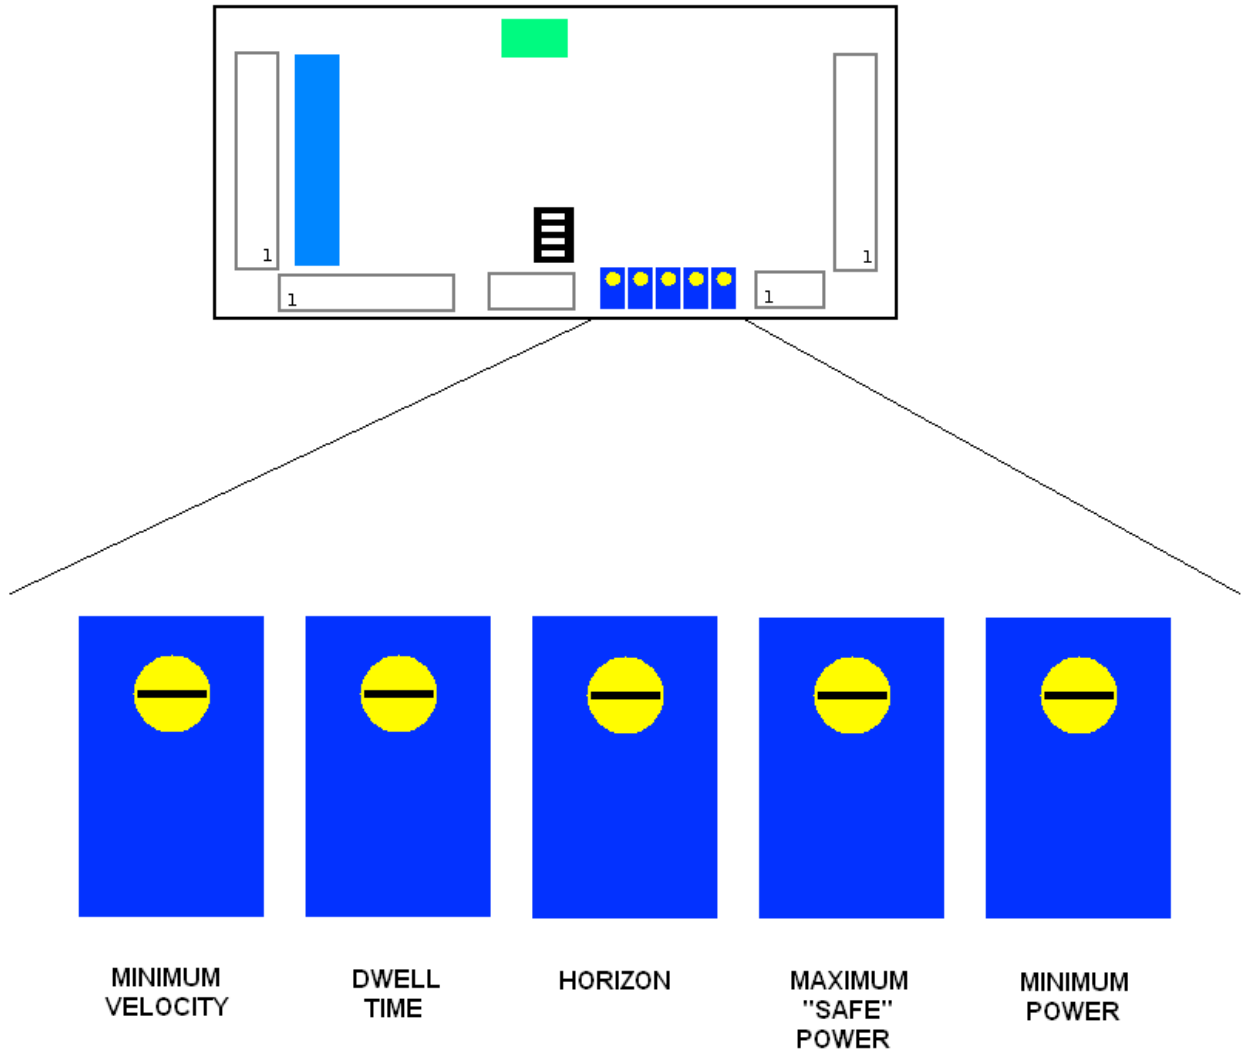 1
1
1
1
MINIMUM
VELOCITY
DWELL
TIME
HORIZON
MAXIMUM
"SAFE"
POWER
MINIMUM
POWER